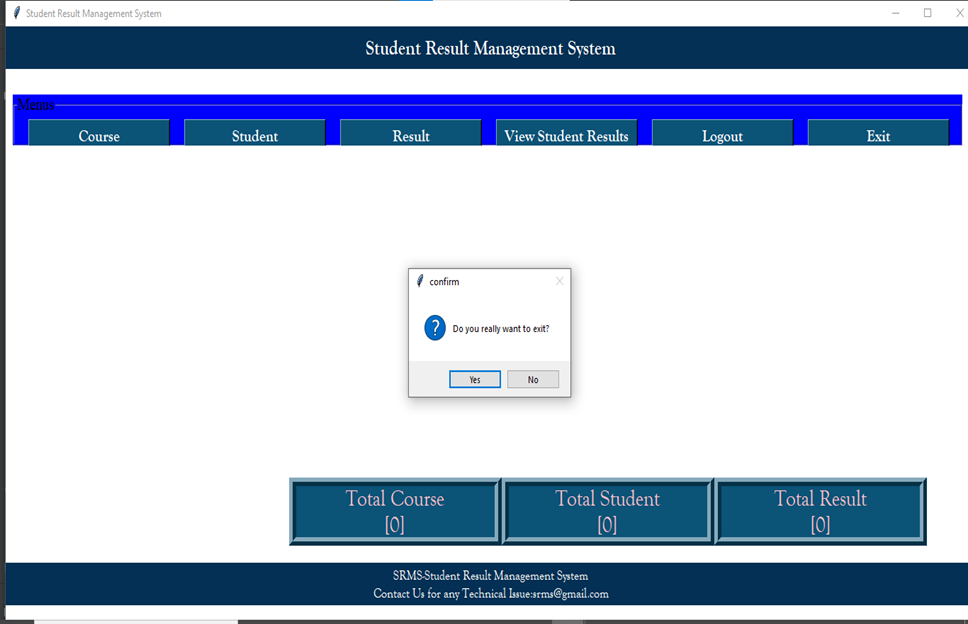 Student Result Management System
Student Result Management System
Menus
Course
Student
Result
View Student Results
Logout
Exit
confirm
?
Do you really want to exit?
Yes
No
Total Course
[0]
Total Student
[0]
Total Result
[0]
SRMS-Student Result Management System
Contact Us for any Technical Issue:srms@gmail.com